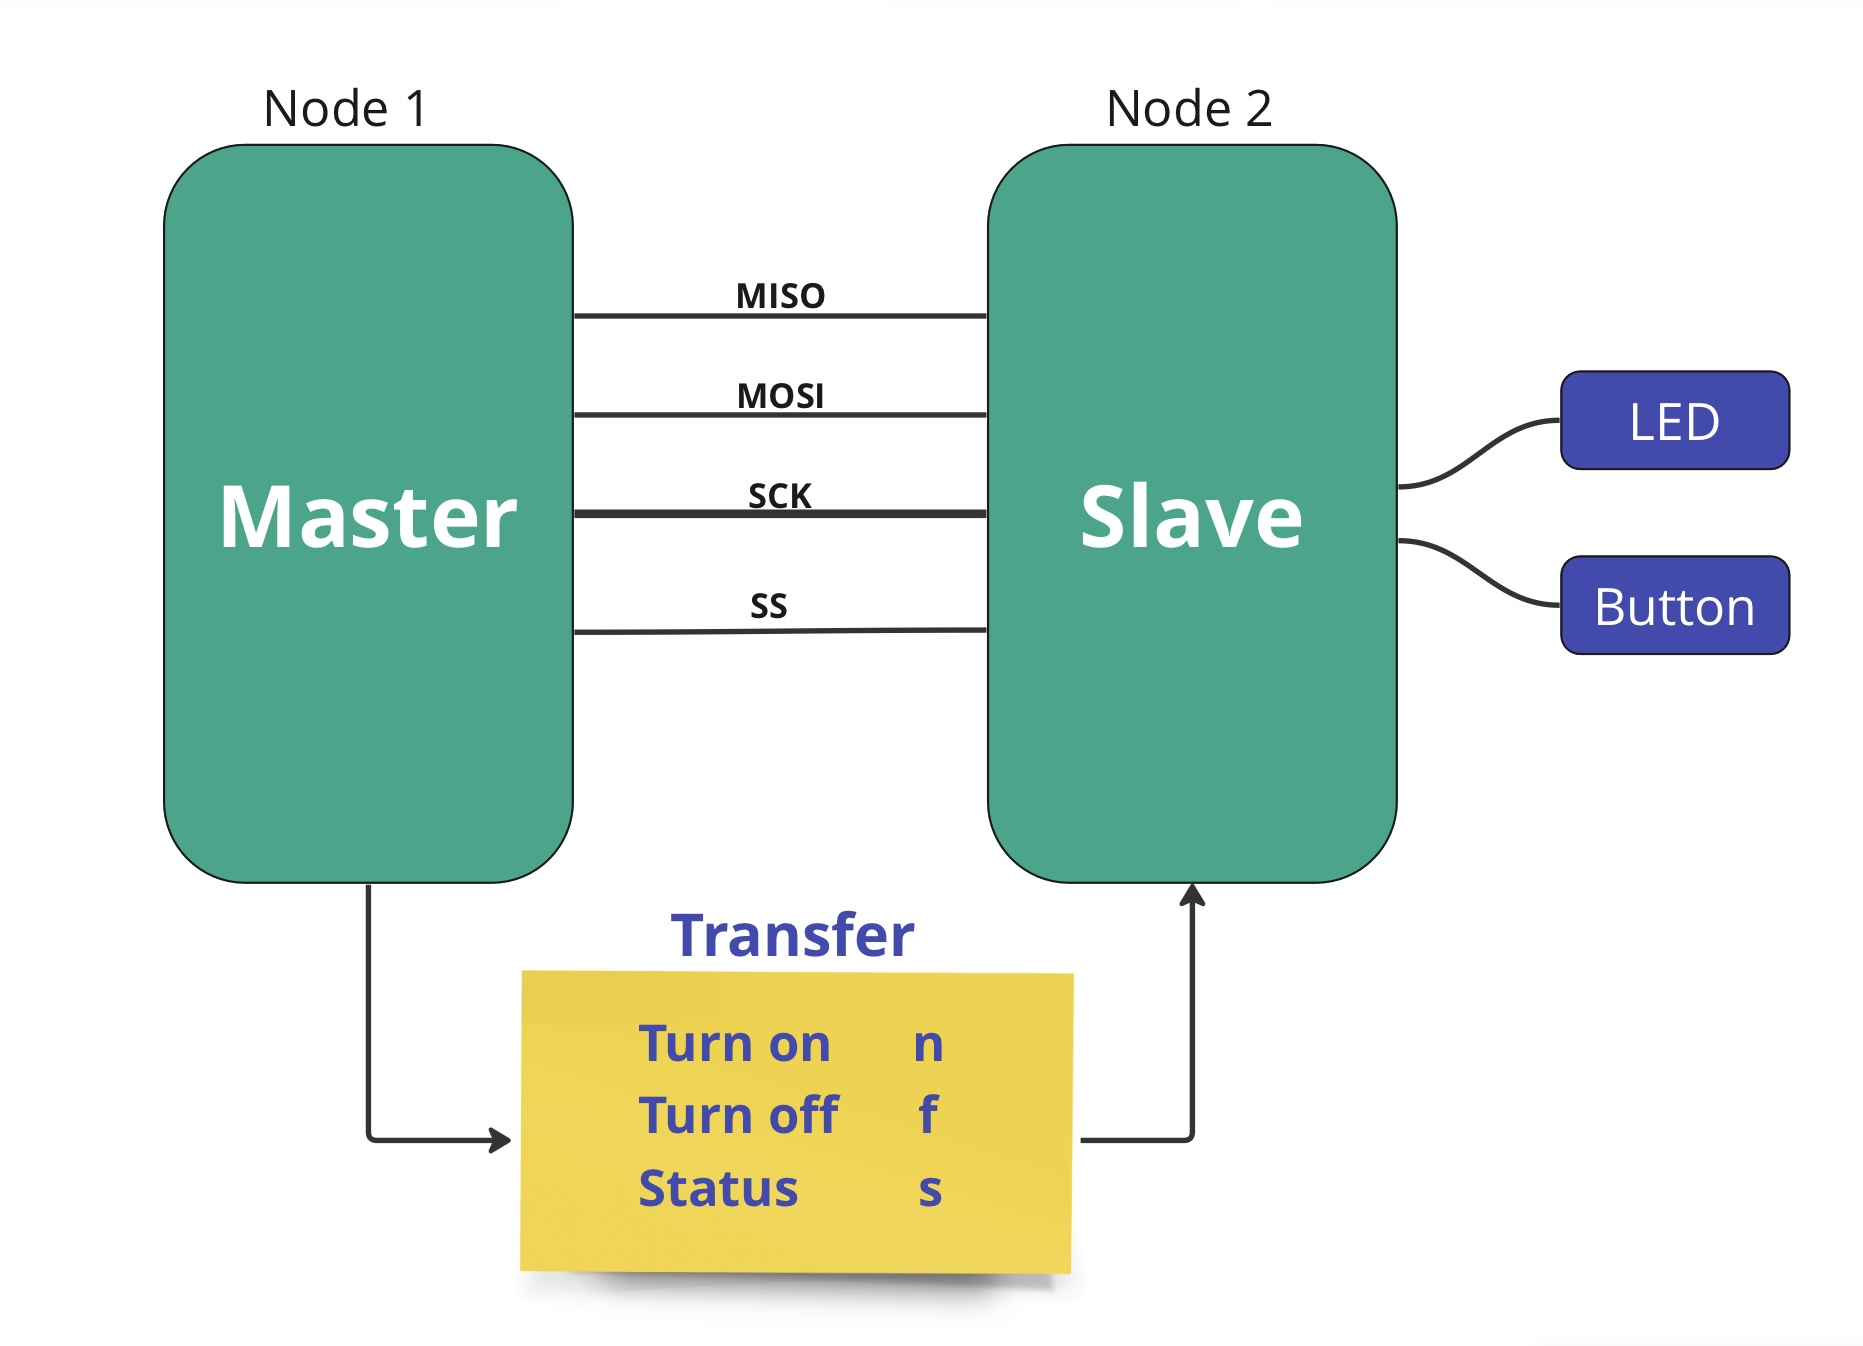 Node 1
Node 2
MISO
MOSI
SCK
SS
Master
Slave
LED
Button
Transfer
Turn on n
Turn off f
Status s